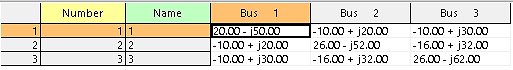 Number Name Bus 1 Bus 2 Bus 3
1 1 1 20.00 - j50.00 -10.00 + j20.00 -10.00 + j30.00
2 2 2 -10.00 + j20.00 26.00 - j52.00 -16.00 + j32.00
3 3 3 -10.00 + j30.00 -16.00 + j32.00 26.00 - j62.00